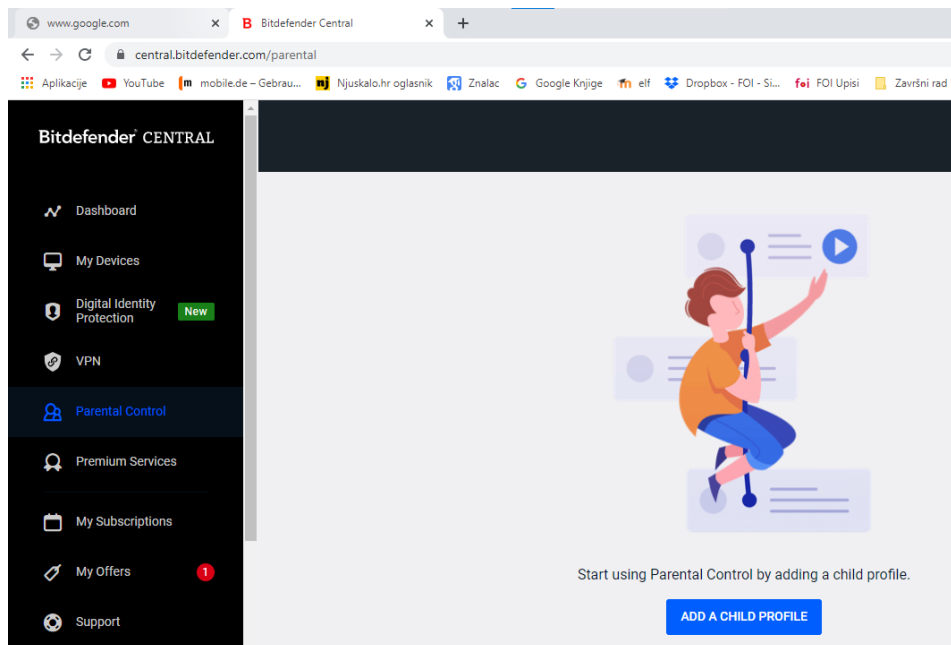 www.google.com
Bitdefender Central
central.bitdefender.com/parental
Aplikacije
YouTube
mobile.de – Gebrau...
Njuskalo.hr oglasnik
Znalac
Google Knjige
elf
Dropbox - FOI - Si...
FOI Upisi
Završni rad
Bitdefender CENTRAL
Dashboard
My Devices
Digital Identity
Protection
New
VPN
Parental Control
Premium Services
My Subscriptions
My Offers
1
Support
Start using Parental Control by adding a child profile.
ADD A CHILD PROFILE